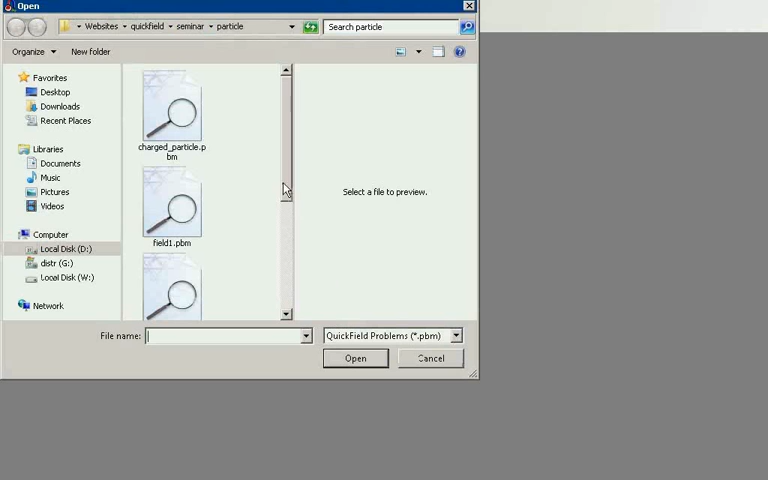 Open
Websites quickfield seminar particle
Search particle
Organize
New folder
Favorites
Desktop
Downloads
Recent Places
Libraries
Documents
Music
Pictures
Videos
Computer
Local Disk (D:)
distr (G:)
Local Disk (W:)
Network
charged_particle.p
bm
field1.pbm
Select a file to preview.
File name:
QuickField Problems (*.pbm)
Open
Cancel